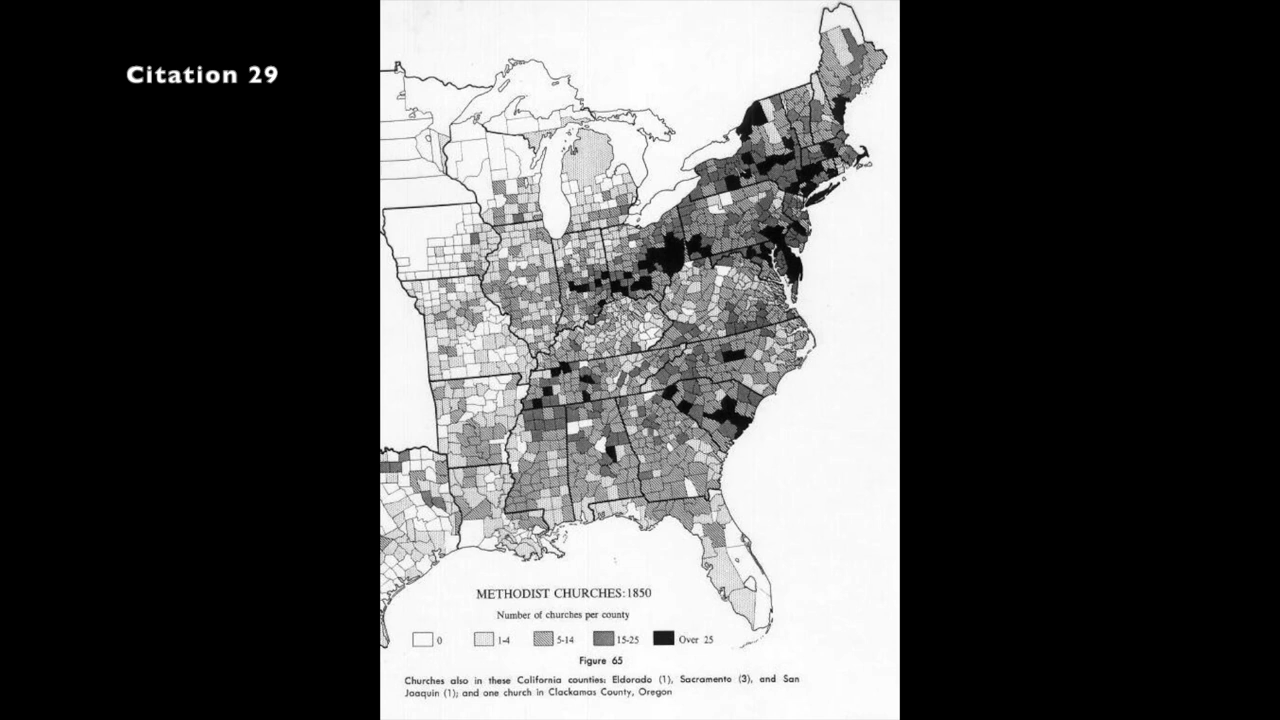 Citation 29
METHODIST CHURCHES:1850
Number of churches per county
0 1-4 5-14 15-25 Over 25
Figure 65
Churches also in these California counties: Eldorado (1), Sacramento (3), and San
Joaquin (1); and one church in Clackamas County, Oregon